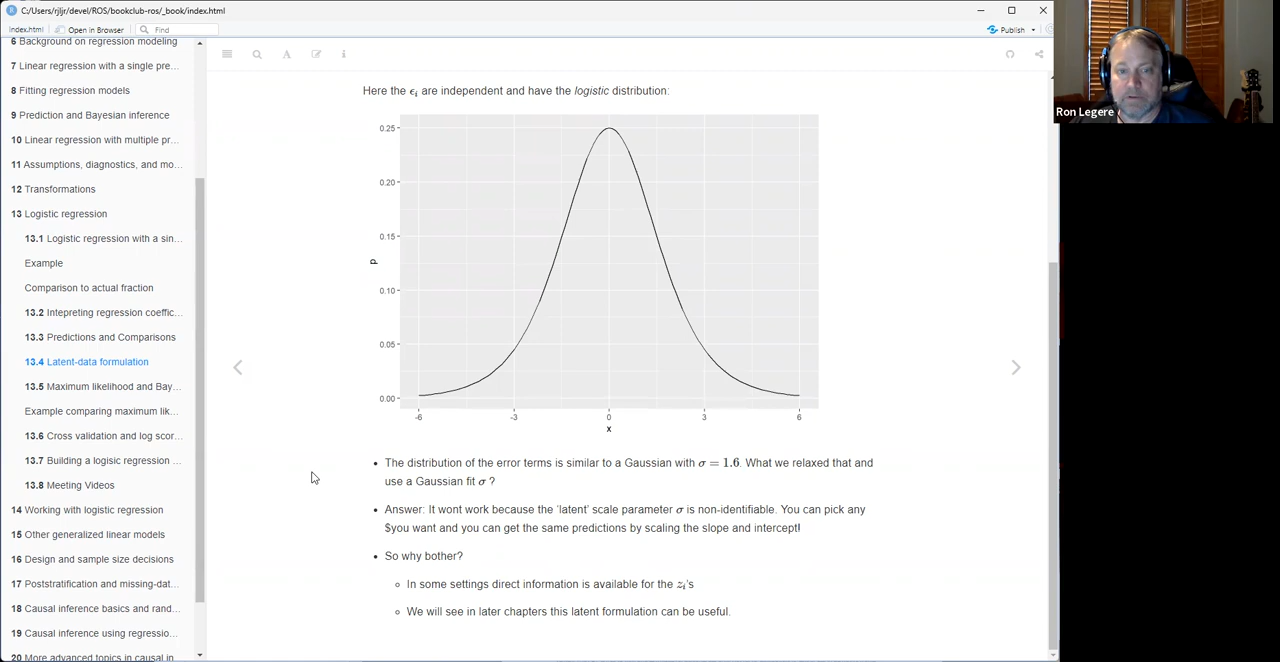 C:/Users/rjljr/devel/ROS/bookclub-ros/_book/index.html
index.html
Open in Browser
Find
Publish
6 Background on regression modeling
7 Linear regression with a single pre...
8 Fitting regression models
9 Prediction and Bayesian inference
10 Linear regression with multiple pr...
11 Assumptions, diagnostics, and mo...
12 Transformations
13 Logistic regression
13.1 Logistic regression with a sin...
Example
Comparison to actual fraction
13.2 Intepreting regression coeffic...
13.3 Predictions and Comparisons
13.4 Latent-data formulation
13.5 Maximum likelihood and Bay...
Example comparing maximum lik...
13.6 Cross validation and log scor...
13.7 Building a logisic regression ...
13.8 Meeting Videos
14 Working with logistic regression
15 Other generalized linear models
16 Design and sample size decisions
17 Poststratification and missing-dat...
18 Causal inference basics and rand...
19 Causal inference using regressio...
20 More advanced topics in causal in
Here the ϵi are independent and have the logistic distribution:
0.25
0.20
0.15
0.10
0.05
0.00
p
-6 -3 0 3 6
x
• The distribution of the error terms is similar to a Gaussian with σ = 1.6. What we relaxed that and
use a Gaussian fit σ ?
• Answer: It wont work because the 'latent' scale parameter σ is non-identifiable. You can pick any
$you want and you can get the same predictions by scaling the slope and intercept!
• So why bother?
◦ In some settings direct information is available for the zi's
◦ We will see in later chapters this latent formulation can be useful.
Ron Legere